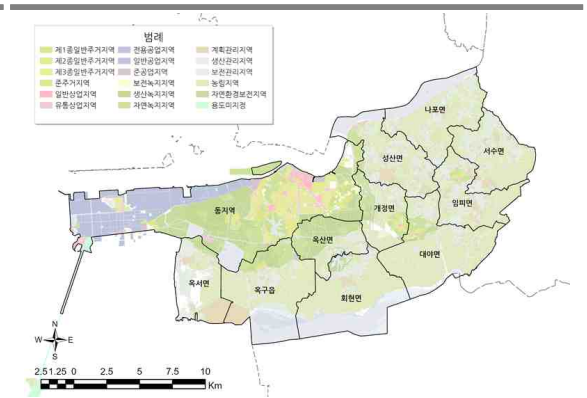 범례
제1종일반주거지역 전용공업지역 계획관리지역
제2종일반주거지역 일반공업지역 생산관리지역
제3종일반주거지역 준공업지역 보전관리지역
준주거지역 보전녹지지역 농림지역
일반상업지역 생산녹지지역 자연환경보전지역
유통상업지역 자연녹지지역 용도미지정
나포면
서수면
성산면
임피면
개정면
동지역
옥산면
대야면
옥서면
옥구읍
회현면
N
W E
S
2.5 1.25 0 2.5 5 7.5 10
Km